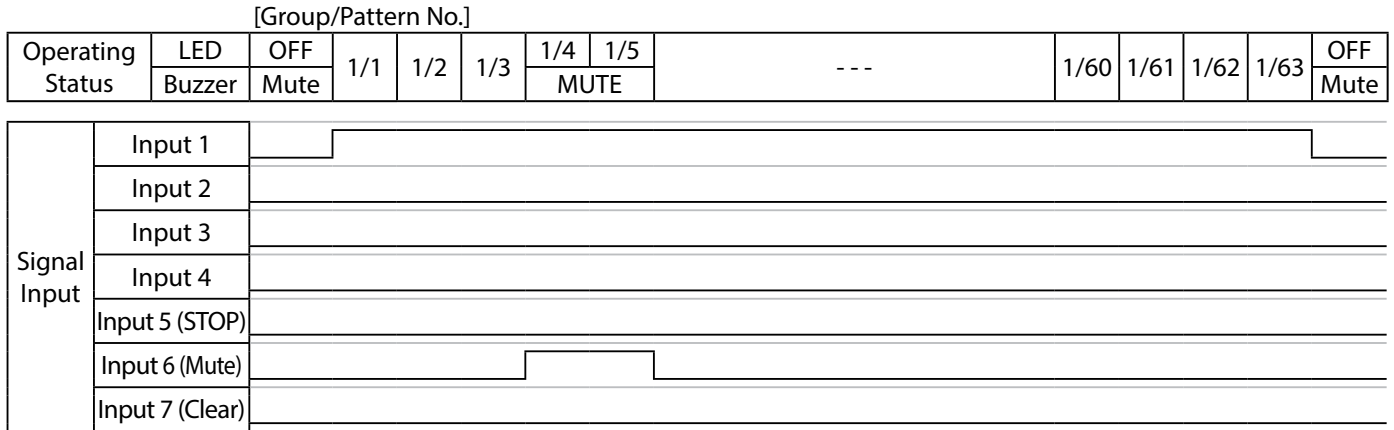 [Group/Pattern No.]
Operating Status LED OFF 1/1 1/2 1/3 1/4 1/5 - - - 1/60 1/61 1/62 1/63 OFF
Buzzer Mute MUTE Mute
Signal Input
Input 1
Input 2
Input 3
Input 4
Input 5 (STOP)
Input 6 (Mute)
Input 7 (Clear)